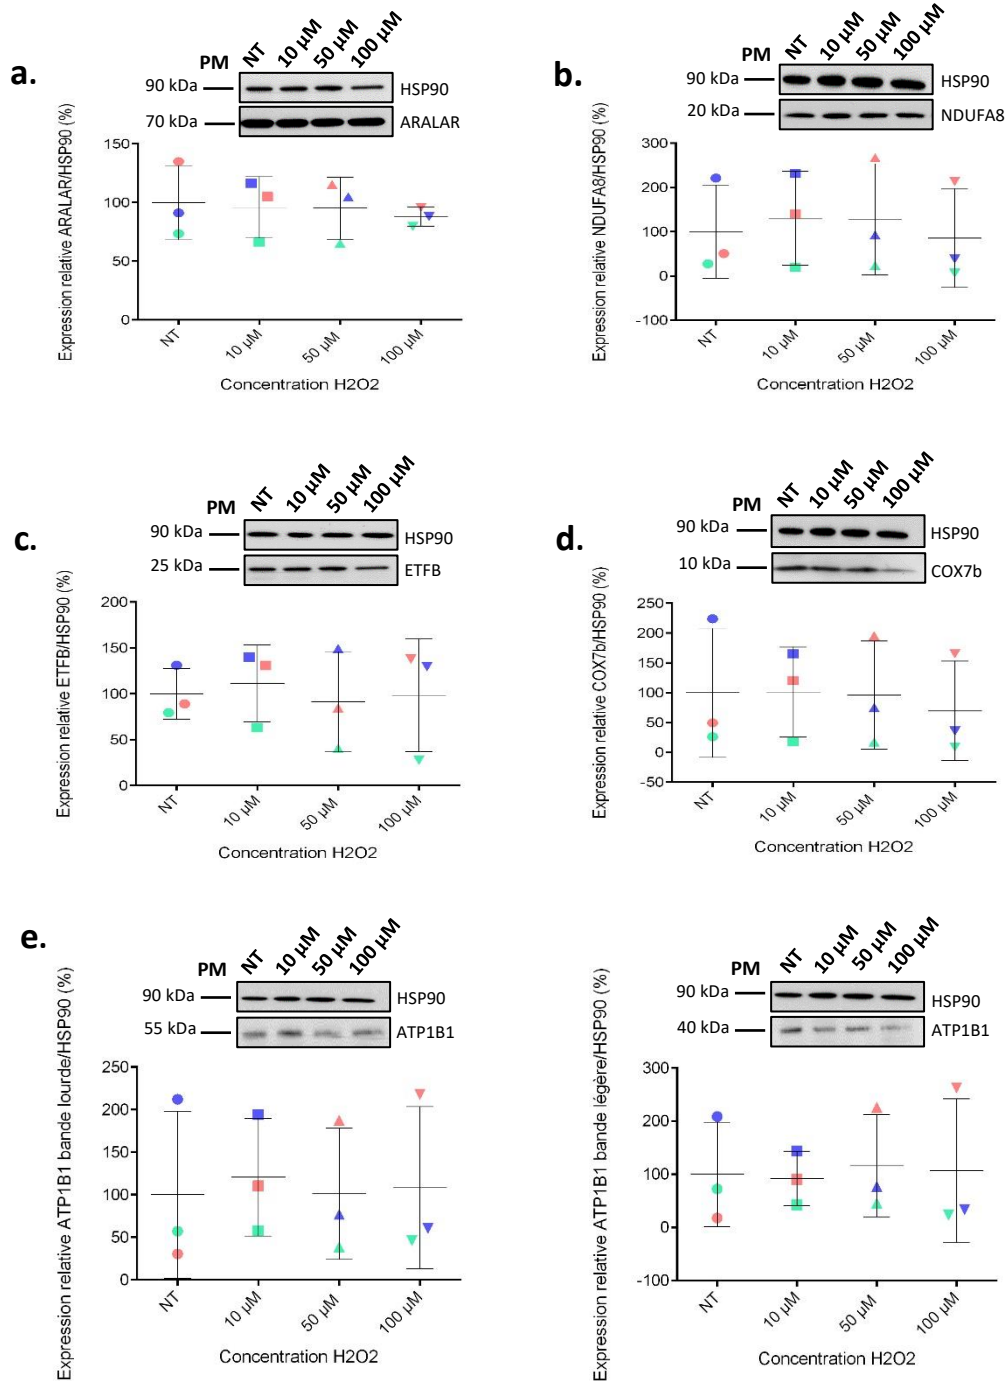 a.
PM NT 10 µM 50 µM 100 µM
90 kDa HSP90
70 kDa ARALAR
Expression relative ARALAR/HSP90 (%)
150
100
50
0
NT 10 µM 50 µM 100 µM
Concentration H2O2
b.
PM NT 10 µM 50 µM 100 µM
90 kDa HSP90
20 kDa NDUFA8
Expression relative NDUFA8/HSP90 (%)
300
200
100
0
-100
NT 10 µM 50 µM 100 µM
Concentration H2O2
c.
PM NT 10 µM 50 µM 100 µM
90 kDa HSP90
25 kDa ETFB
Expression relative ETFB/HSP90 (%)
200
150
100
50
0
NT 10 µM 50 µM 100 µM
Concentration H2O2
d.
PM NT 10 µM 50 µM 100 µM
90 kDa HSP90
10 kDa COX7b
Expression relative COX7b/HSP90 (%)
250
200
150
100
50
0
-50
NT 10 µM 50 µM 100 µM
Concentration H2O2
e.
PM NT 10 µM 50 µM 100 µM
90 kDa HSP90
55 kDa ATP1B1
Expression relative ATP1B1 bande lourde/HSP90 (%)
250
200
150
100
50
0
NT 10 µM 50 µM 100 µM
Concentration H2O2
PM NT 10 µM 50 µM 100 µM
90 kDa HSP90
40 kDa ATP1B1
Expression relative ATP1B1 bande légère/HSP90 (%)
300
200
100
0
-100
NT 10 µM 50 µM 100 µM
Concentration H2O2